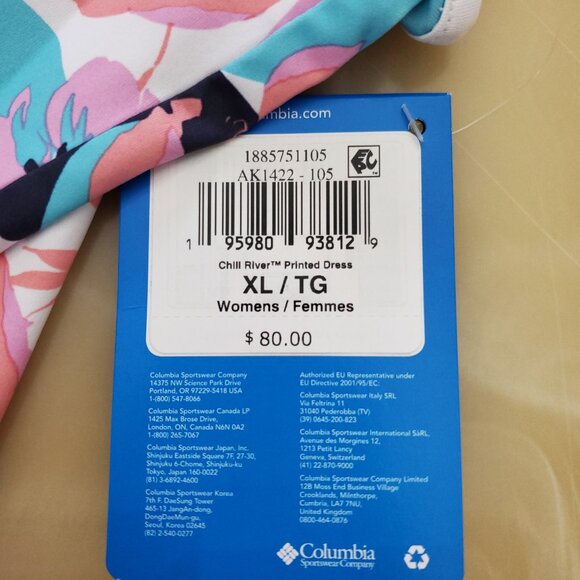 mbia.com
1885751105
AK1422 - 105
1 95980 93812 9
Chill River™ Printed Dress
XL / TG
Womens / Femmes
$ 80.00
Columbia Sportswear Company
14375 NW Science Park Drive
Portland, OR 97229-5418 USA
1-(800) 547-8066
Columbia Sportswear Canada LP
1425 Max Brose Drive,
London, ON, Canada N6N 0A2
1-(800) 265-7067
Columbia Sportswear Japan, Inc.
Shinjuku Eastside Square 7F, 27-30,
Shinjuku 6-Chome, Shinjuku-ku
Tokyo, Japan 160-0022
(81) 3-6892-4600
Columbia Sportswear Korea
7th F. DaeSung Tower
465-13 JangAn-dong,
DongDaeMun-gu,
Seoul, Korea 02645
(82) 2-540-0277
Authorized EU Representative under
EU Directive 2001/95/EC.
Columbia Sportswear Italy SRL
Via Feltrina 11
31040 Pederobba (TV)
(39) 0645-200-823
Columbia Sportswear International SàRL,
Avenue des Morgines 12,
1213 Petit Lancy
Geneva, Switzerland
(41) 22-870-9000
Columbia Sportswear Company Limited
12B Moss End Business Village
Crooklands, Milnthorpe,
Cumbria, LA7 7NU,
United Kingdom
0800-464-0876
Columbia
Sportswear Company